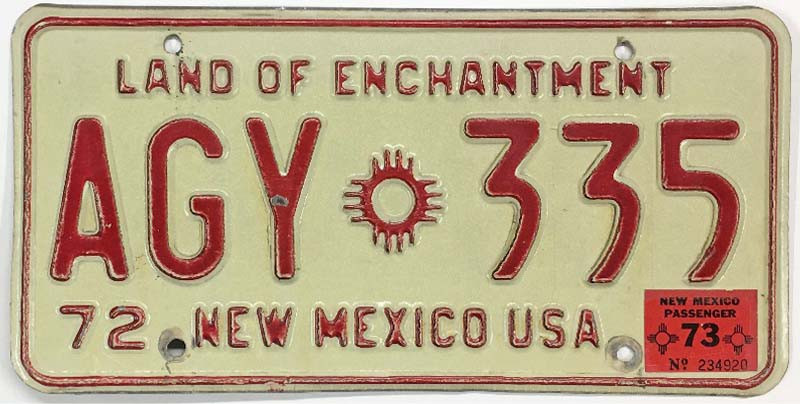 LAND OF ENCHANTMENT
AGY 335
72 NEW MEXICO USA
NEW MEXICO
PASSENGER
73
Nº 234920